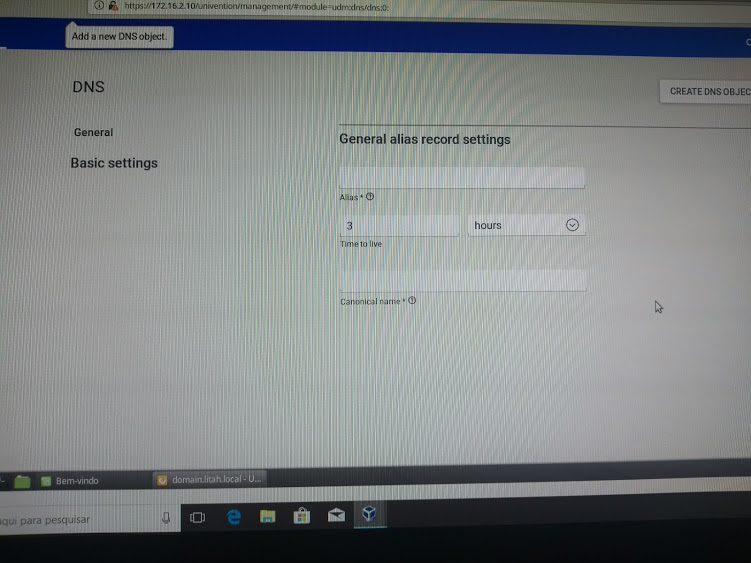 https://172.16.2.10/univention/management/#module=udm:dns/dns:0:
Add a new DNS object.
DNS
CREATE DNS OBJEC
General
Basic settings
General alias record settings
Alias *
3
hours
Time to live
Canonical name *
Bem-vindo
domain.litah.local - U...
aqui para pesquisar